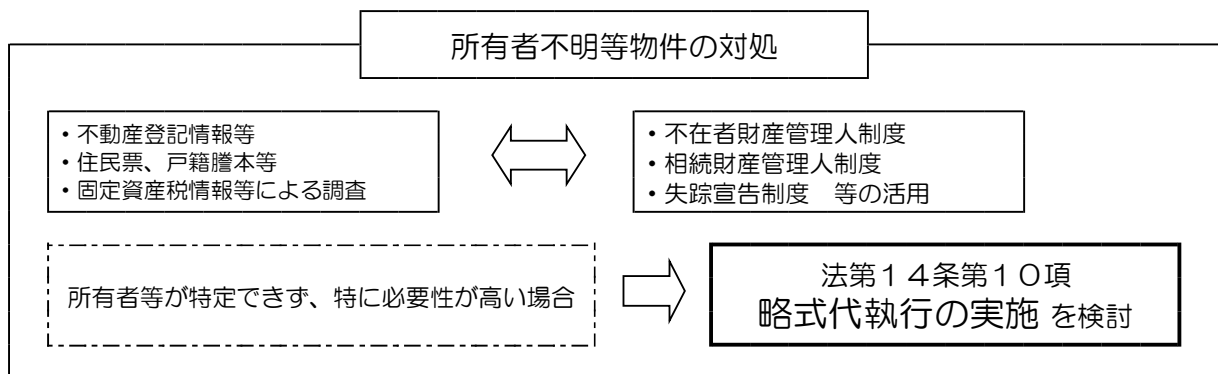 所有者不明等物件の対処
・不動産登記情報等
・住民票、戸籍謄本等
・固定資産税情報等による調査
・不在者財産管理人制度
・相続財産管理人制度
・失踪宣告制度　等の活用
所有者等が特定できず、特に必要性が高い場合
法第１４条第１０項
略式代執行の実施 を検討